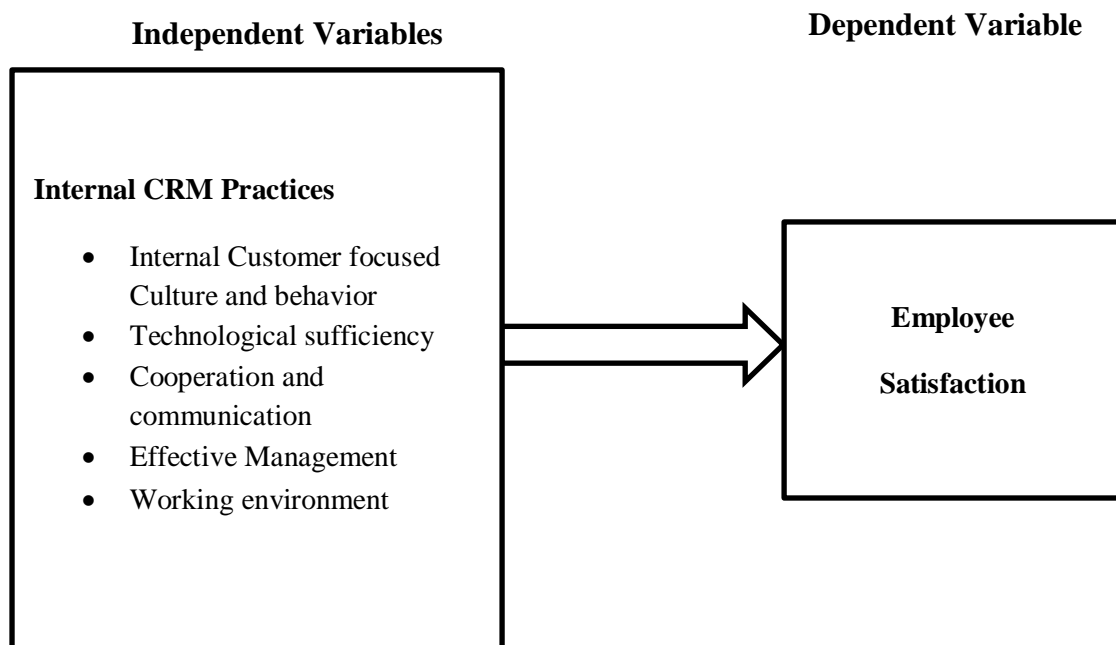 Independent Variables
Dependent Variable
Internal CRM Practices
• Internal Customer focused
Culture and behavior
• Technological sufficiency
• Cooperation and
communication
• Effective Management
• Working environment
Employee
Satisfaction